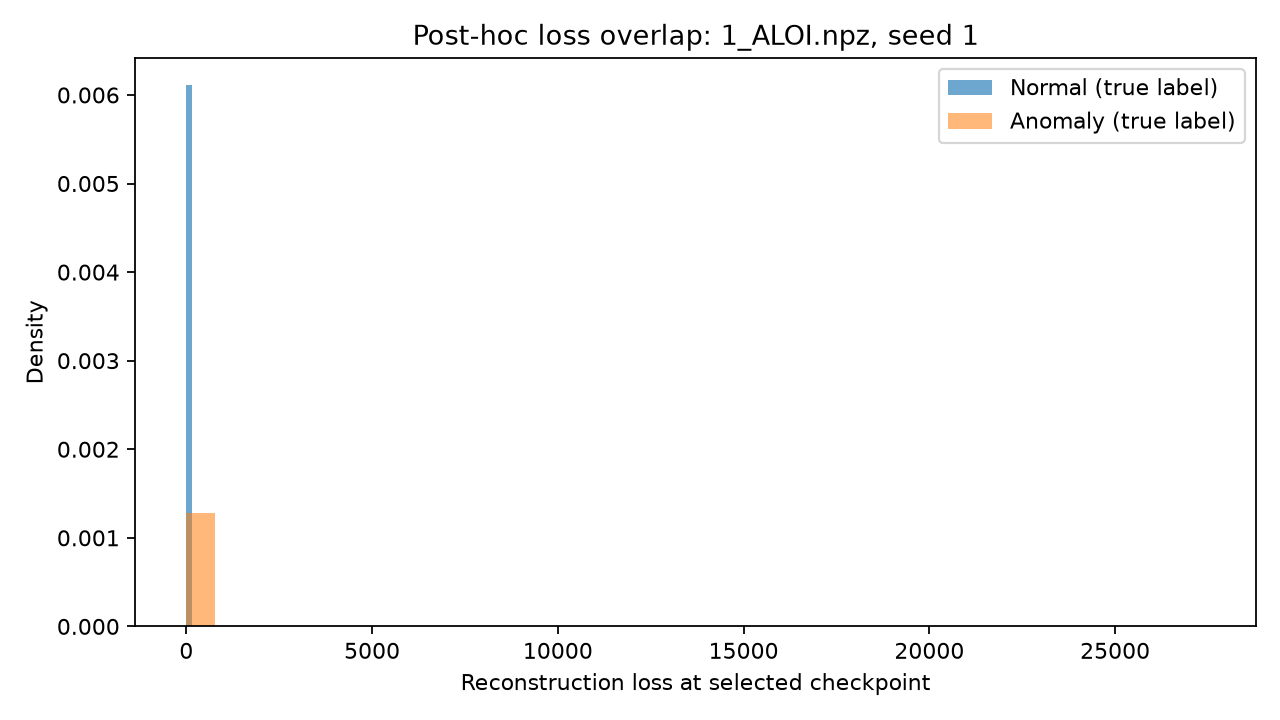 Post-hoc loss overlap: 1_ALOI.npz, seed 1
Normal (true label)
Anomaly (true label)
0.006
0.005
0.004
0.003
0.002
0.001
0.000
Density
0 5000 10000 15000 20000 25000
Reconstruction loss at selected checkpoint